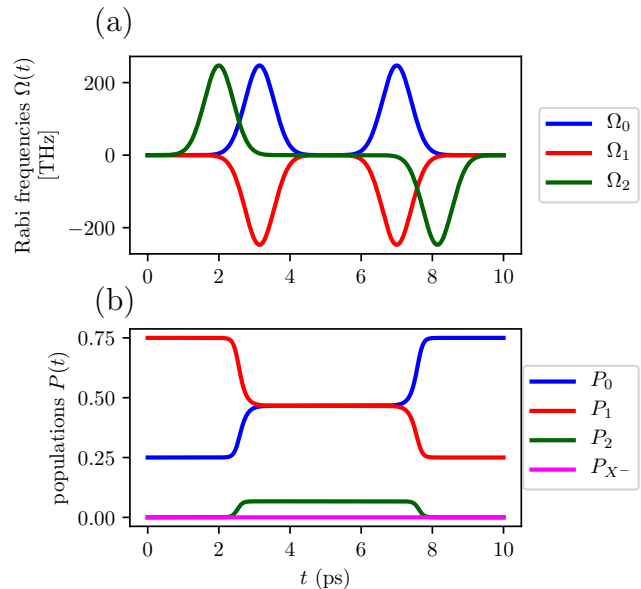 (a)
Rabi frequencies Ω(t)
[THz]
200
0
−200
0
2
4
6
8
10
Ω₀
Ω₁
Ω₂
(b)
populations P(t)
0.75
0.50
0.25
0.00
0
2
4
6
8
10
t (ps)
P₀
P₁
P₂
P_{X⁻}